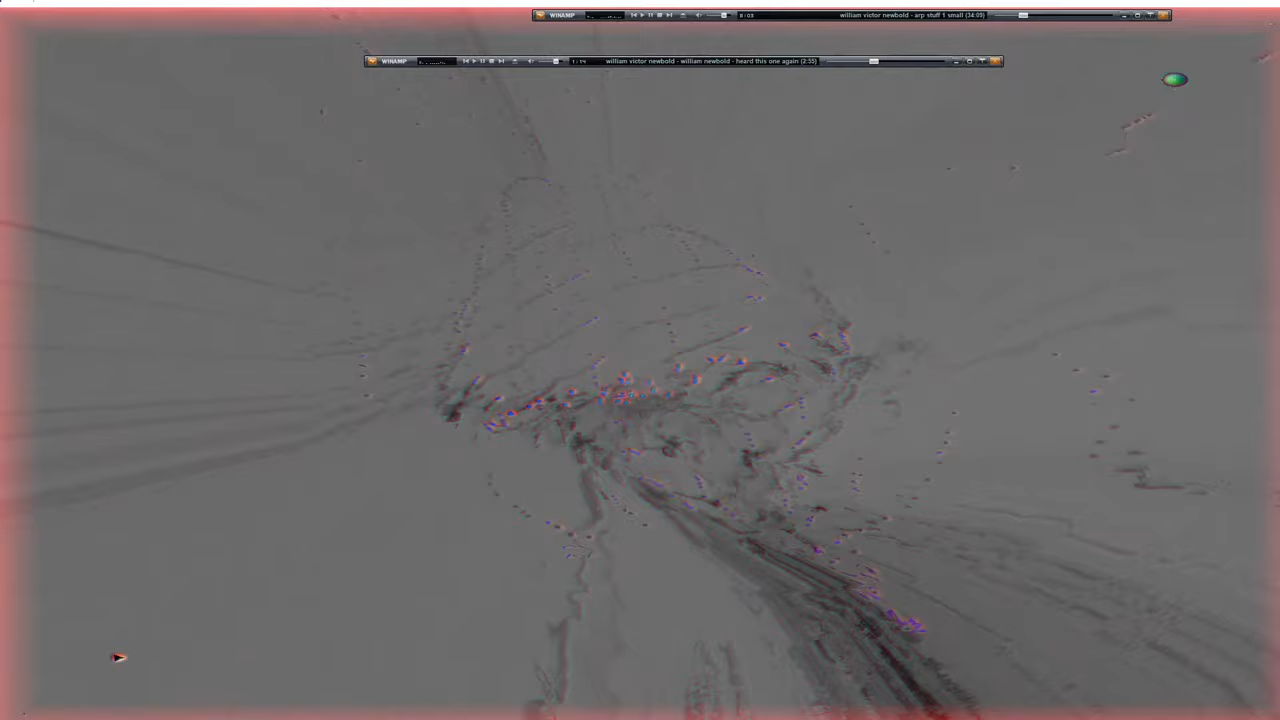 WINAMP william victor newbold - arp stuff 1 small (34:09)
WINAMP william victor newbold - william newbold - heard this one again (2:55)